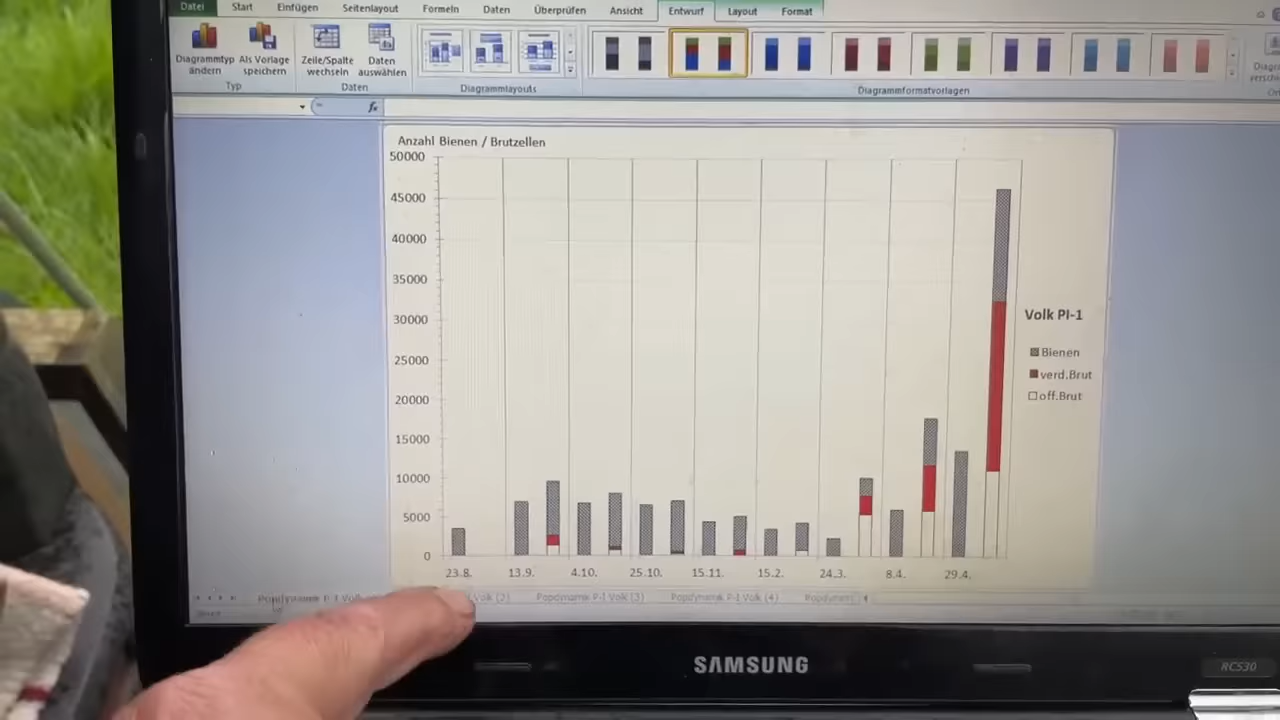 Datei Start Einfügen Seitenlayout Formeln Daten Überprüfen Ansicht Entwurf Layout Format
Diagrammtyp ändern
Als Vorlage speichern
Zeile/Spalte wechseln
Daten auswählen
Typ
Daten
Diagrammlayouts
Diagrammformatvorlagen
fx
Anzahl Bienen / Brutzellen
50000
45000
40000
35000
30000
25000
20000
15000
10000
5000
0
23.8. 13.9. 4.10. 25.10. 15.11. 15.2. 24.3. 8.4. 29.4.
Volk PI-1
Bienen
verd.Brut
off.Brut
Popdynamik P-1 Volk (3)
Popdynamik P-1 Volk (4)
SAMSUNG
RC530